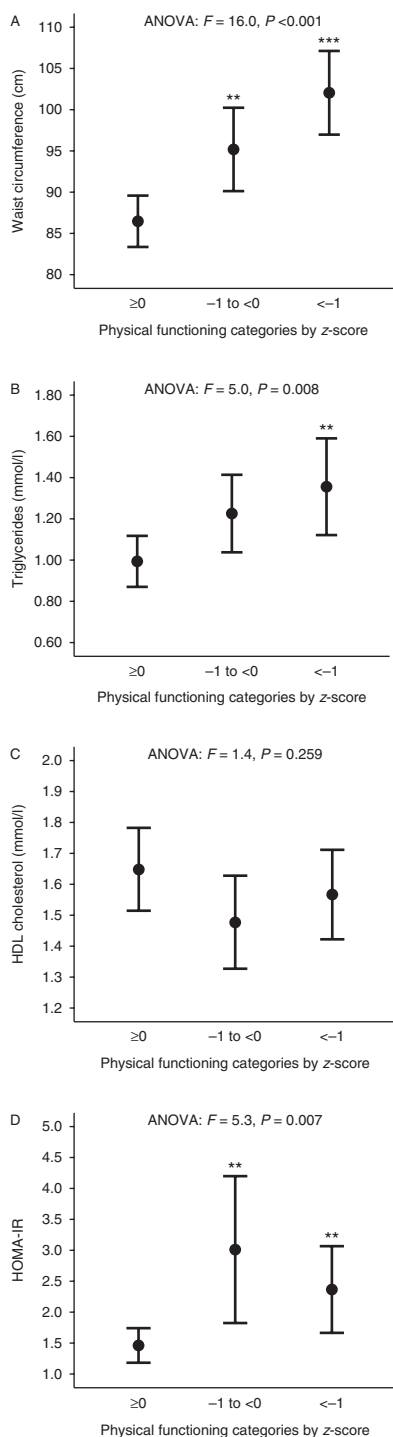 A
ANOVA: F = 16.0, P <0.001
Waist circumference (cm)
110
105
100
95
90
85
80
**
***
≥0
–1 to <0
<–1
Physical functioning categories by z-score
B
ANOVA: F = 5.0, P = 0.008
Triglycerides (mmol/l)
1.80
1.60
1.40
1.20
1.00
0.80
0.60
**
≥0
–1 to <0
<–1
Physical functioning categories by z-score
C
ANOVA: F = 1.4, P = 0.259
HDL cholesterol (mmol/l)
2.0
1.9
1.8
1.7
1.6
1.5
1.4
1.3
1.2
≥0
–1 to <0
<–1
Physical functioning categories by z-score
D
ANOVA: F = 5.3, P = 0.007
HOMA-IR
5.0
4.5
4.0
3.5
3.0
2.5
2.0
1.5
1.0
**
**
≥0
–1 to <0
<–1
Physical functioning categories by z-score